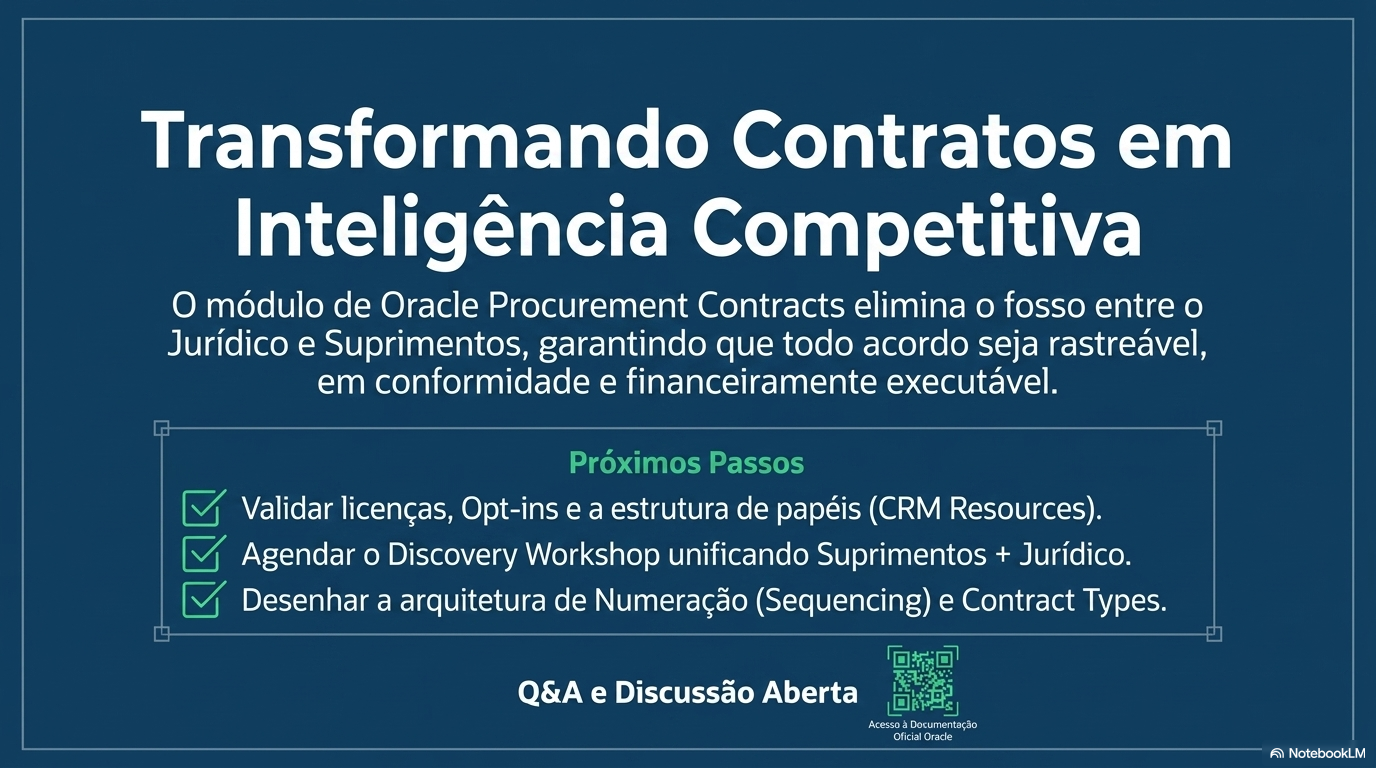 Transformando Contratos em
Inteligência Competitiva
O módulo de Oracle Procurement Contracts elimina o fosso entre o
Jurídico e Suprimentos, garantindo que todo acordo seja rastreável,
em conformidade e financeiramente executável.
Próximos Passos
Validar licenças, Opt-ins e a estrutura de papéis (CRM Resources).
Agendar o Discovery Workshop unificando Suprimentos + Jurídico.
Desenhar a arquitetura de Numeração (Sequencing) e Contract Types.
Q&A e Discussão Aberta
Acesso à Documentação
Oficial Oracle
NotebookLM